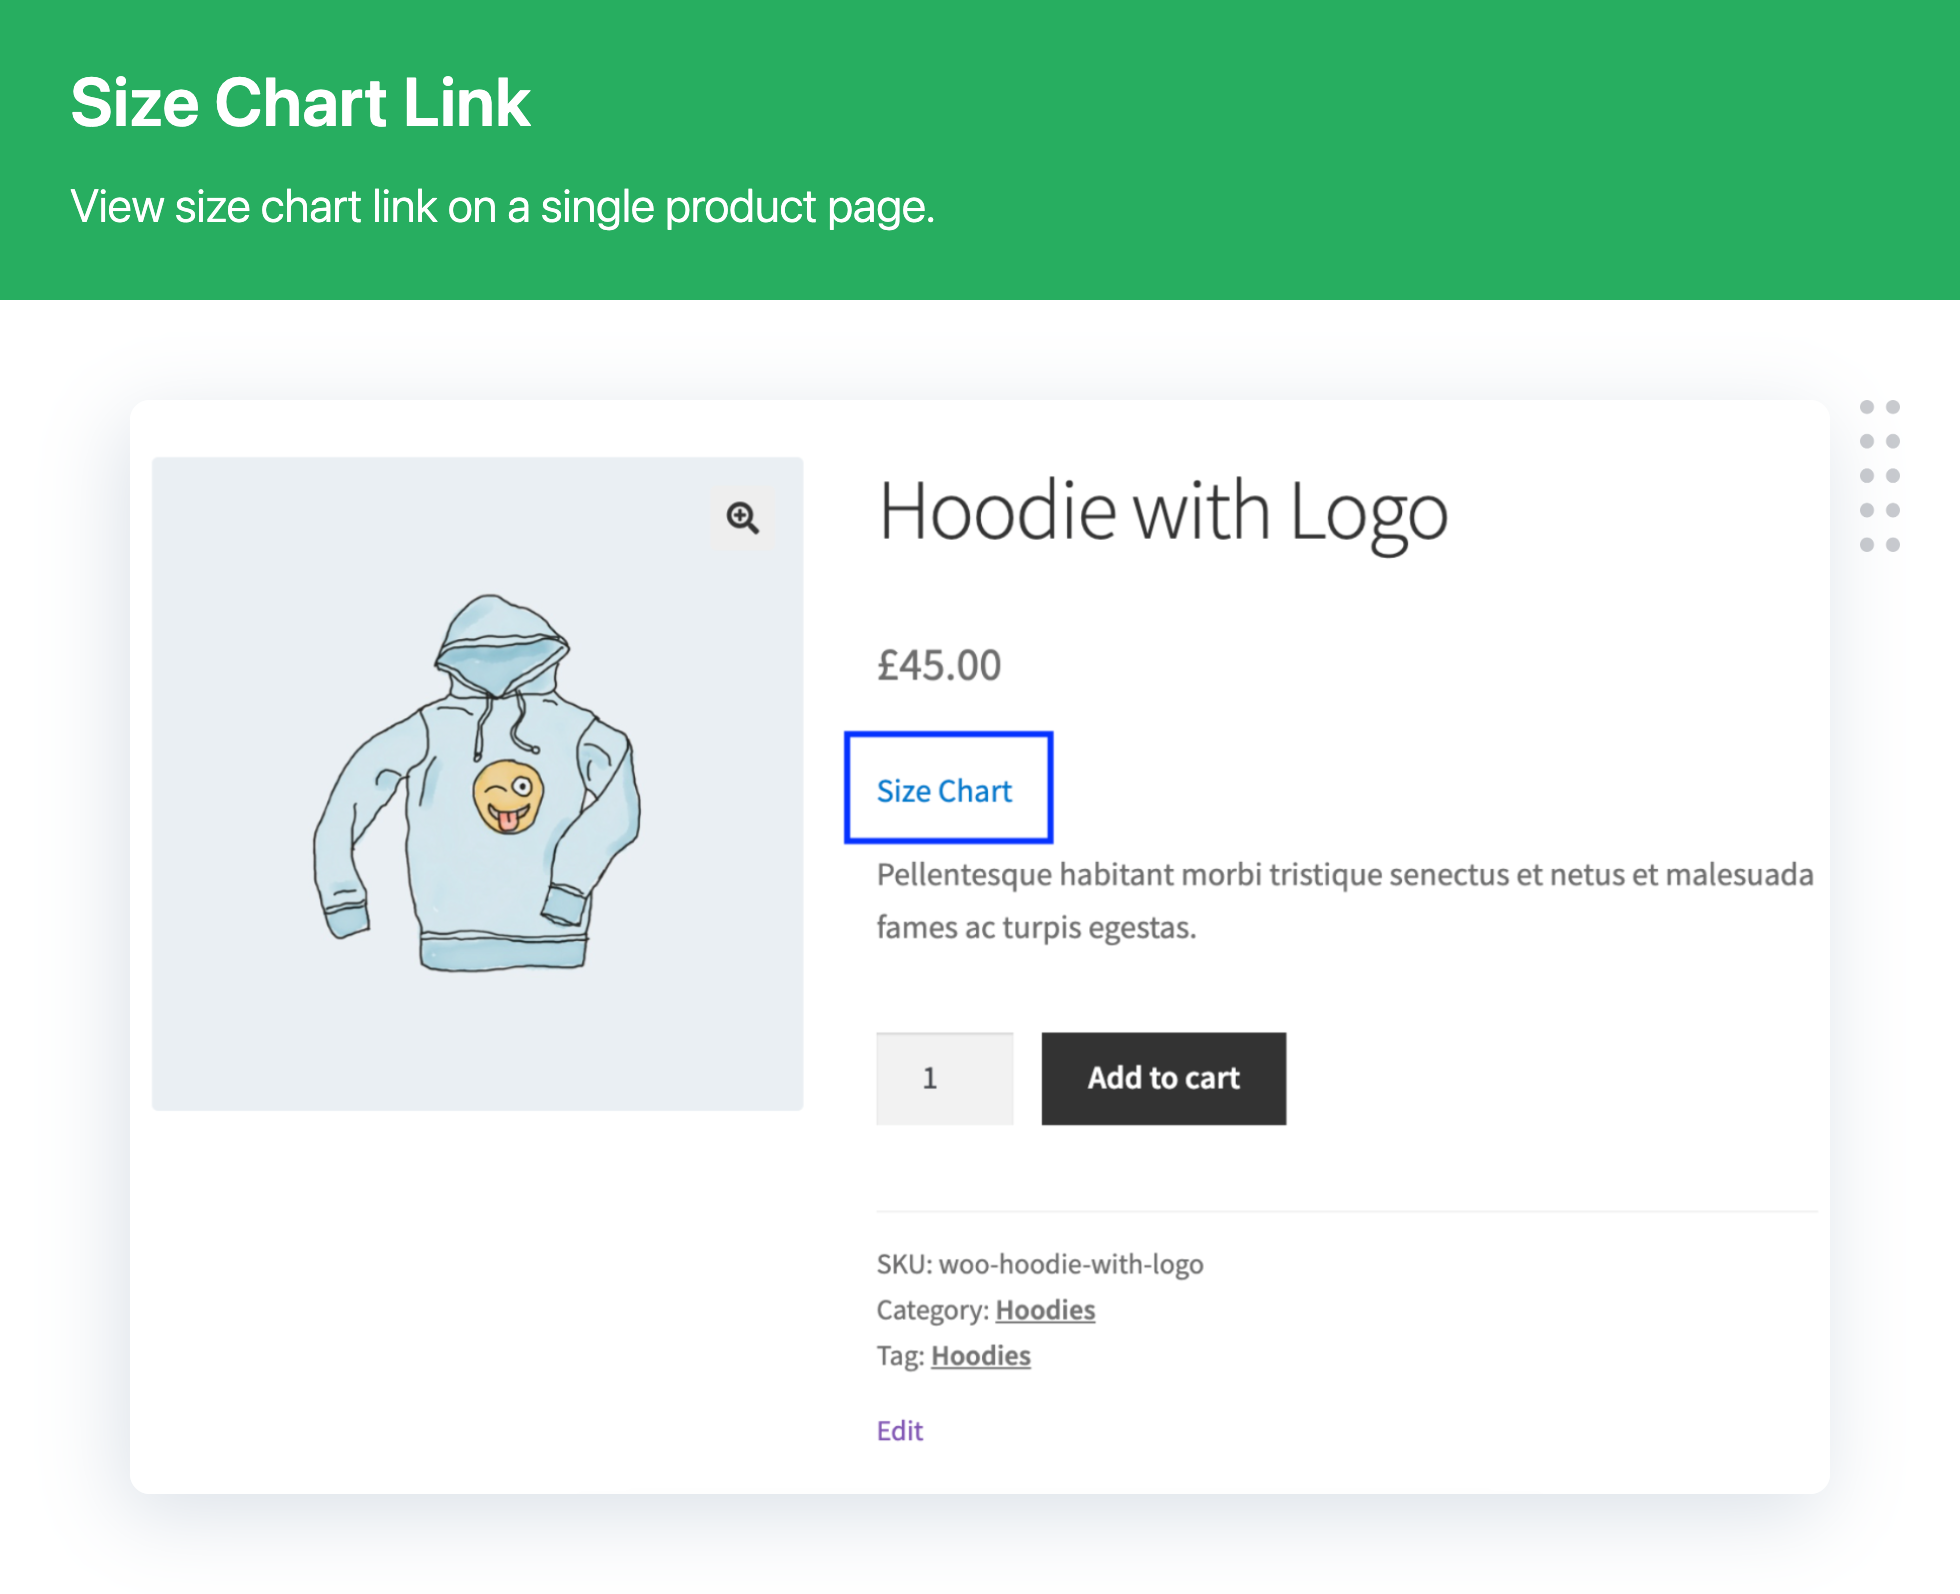 Size Chart Link
View size chart link on a single product page.
Hoodie with Logo
£45.00
Size Chart
Pellentesque habitant morbi tristique senectus et netus et malesuada
fames ac turpis egestas.
1
Add to cart
SKU: woo-hoodie-with-logo
Category: Hoodies
Tag: Hoodies
Edit